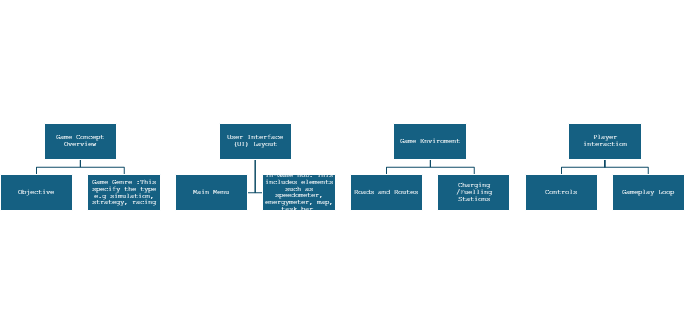 Game Concept
Overview
Objective
Game Genre :This
specify the type
e.g simulation,
strategy, racing
User Interface
(UI) Layout
Main Menu
includes elements
such as
speedometer,
energymeter, map,
task bar
Game Enviroment
Roads and Routes
Charging
/Fuelling
Stations
Player
interaction
Controls
Gameplay Loop